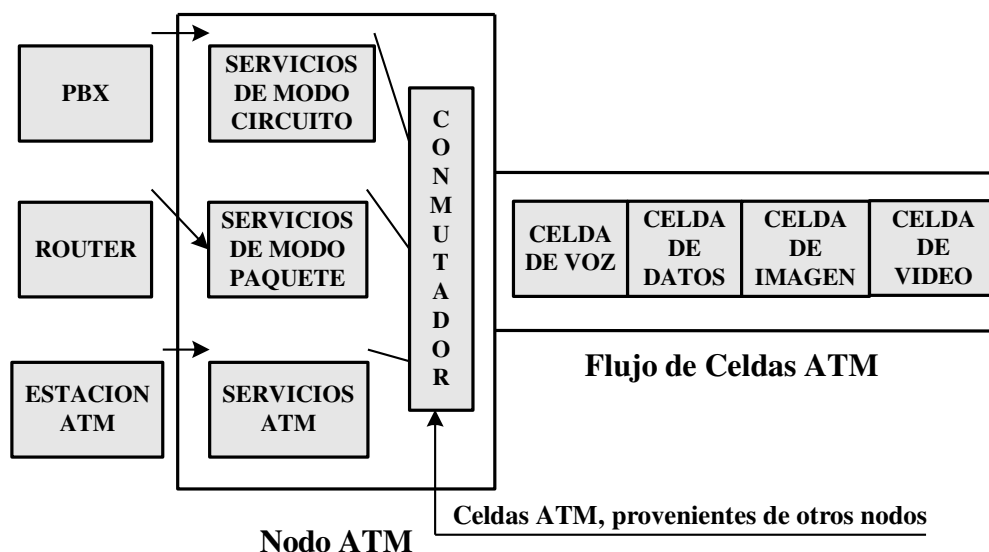 PBX
SERVICIOS
DE MODO
CIRCUITO
ROUTER
SERVICIOS
DE MODO
PAQUETE
ESTACION
ATM
SERVICIOS
ATM
C
O
N
M
U
T
A
D
O
R
CELDA
DE VOZ
CELDA
DE
DATOS
CELDA
DE
IMAGEN
CELDA
DE
VIDEO
Flujo de Celdas ATM
Celdas ATM, provenientes de otros nodos
Nodo ATM